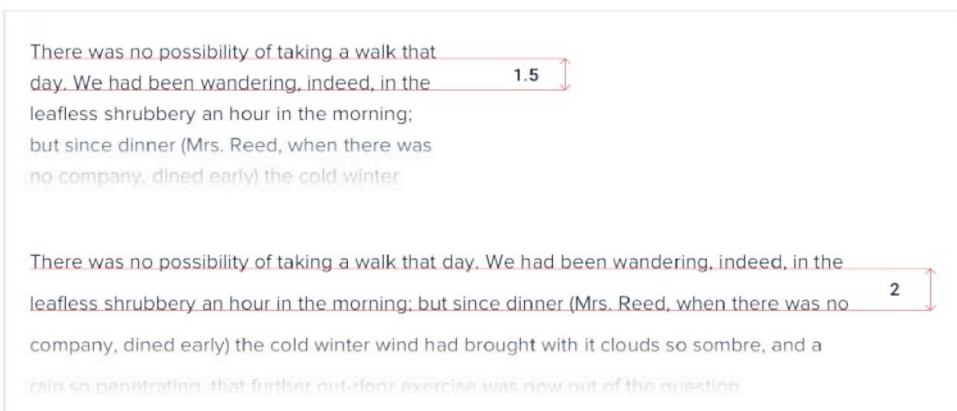 There was no possibility of taking a walk that
day. We had been wandering, indeed, in the
1.5
leafless shrubbery an hour in the morning;
but since dinner (Mrs. Reed, when there was
no company, dined early) the cold winter
There was no possibility of taking a walk that day. We had been wandering, indeed, in the
2
leafless shrubbery an hour in the morning; but since dinner (Mrs. Reed, when there was no
company, dined early) the cold winter wind had brought with it clouds so sombre, and a
rain so penetrating, that further out-door exercise was now out of the question